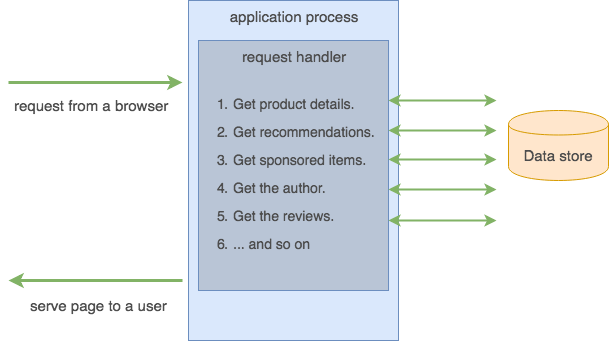 application process
request handler
request from a browser
1. Get product details.
2. Get recommendations.
3. Get sponsored items.
4. Get the author.
5. Get the reviews.
6. ... and so on
Data store
serve page to a user